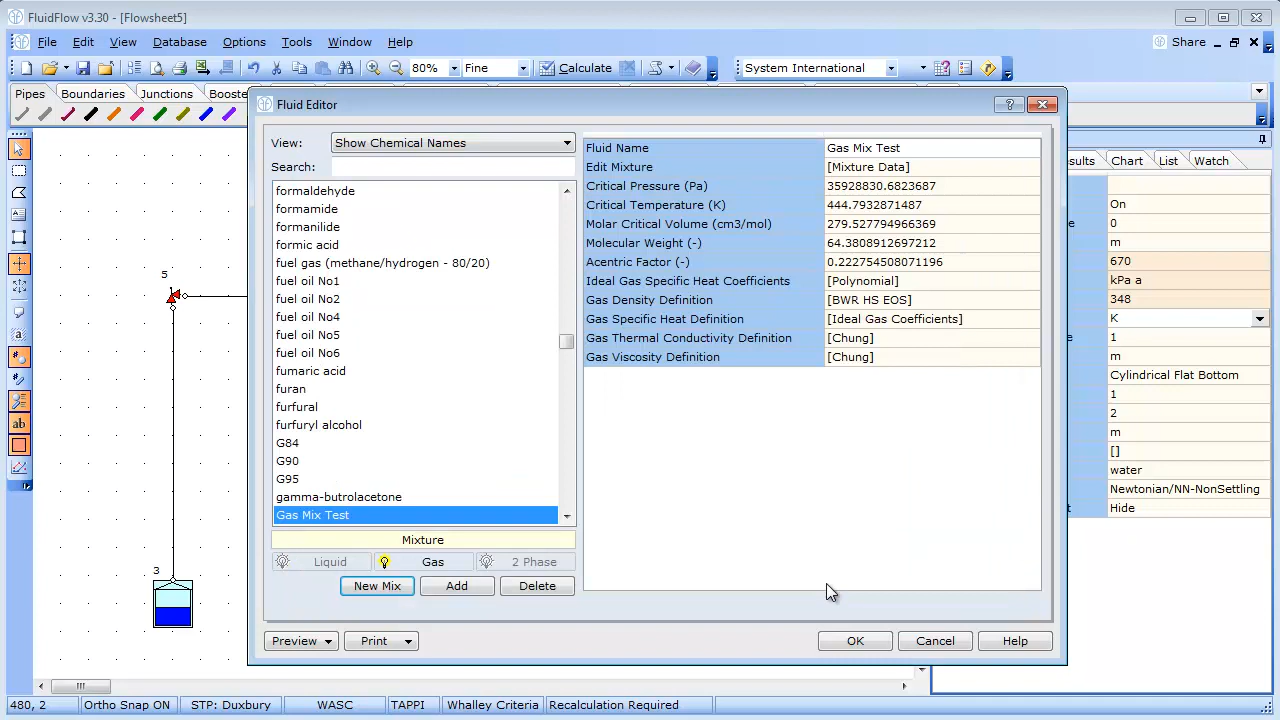 FluidFlow v3.30 - [Flowsheet5]
File Edit View Database Options Tools Window Help
Share
80% Fine Calculate System International
Pipes Boundaries Junctions Booste
Fluid Editor
View: Show Chemical Names
Search:
formaldehyde
formamide
formanilide
formic acid
fuel gas (methane/hydrogen - 80/20)
fuel oil No1
fuel oil No2
fuel oil No4
fuel oil No5
fuel oil No6
fumaric acid
furan
furfural
furfuryl alcohol
G84
G90
G95
gamma-butrolacetone
Gas Mix Test
Mixture
Liquid Gas 2 Phase
New Mix Add Delete
Fluid Name Gas Mix Test
Edit Mixture [Mixture Data]
Critical Pressure (Pa) 35928830.6823687
Critical Temperature (K) 444.7932871487
Molar Critical Volume (cm3/mol) 279.527794966369
Molecular Weight (-) 64.3808912697212
Acentric Factor (-) 0.222754508071196
Ideal Gas Specific Heat Coefficients [Polynomial]
Gas Density Definition [BWR HS EOS]
Gas Specific Heat Definition [Ideal Gas Coefficients]
Gas Thermal Conductivity Definition [Chung]
Gas Viscosity Definition [Chung]
Preview Print OK Cancel Help
sults Chart List Watch
On
0
m
670
kPa a
348
K
1
m
Cylindrical Flat Bottom
1
2
m
[]
water
Newtonian/NN-NonSettling
Hide
5
3
480, 2 Ortho Snap ON STP: Duxbury WASC TAPPI Whalley Criteria Recalculation Required